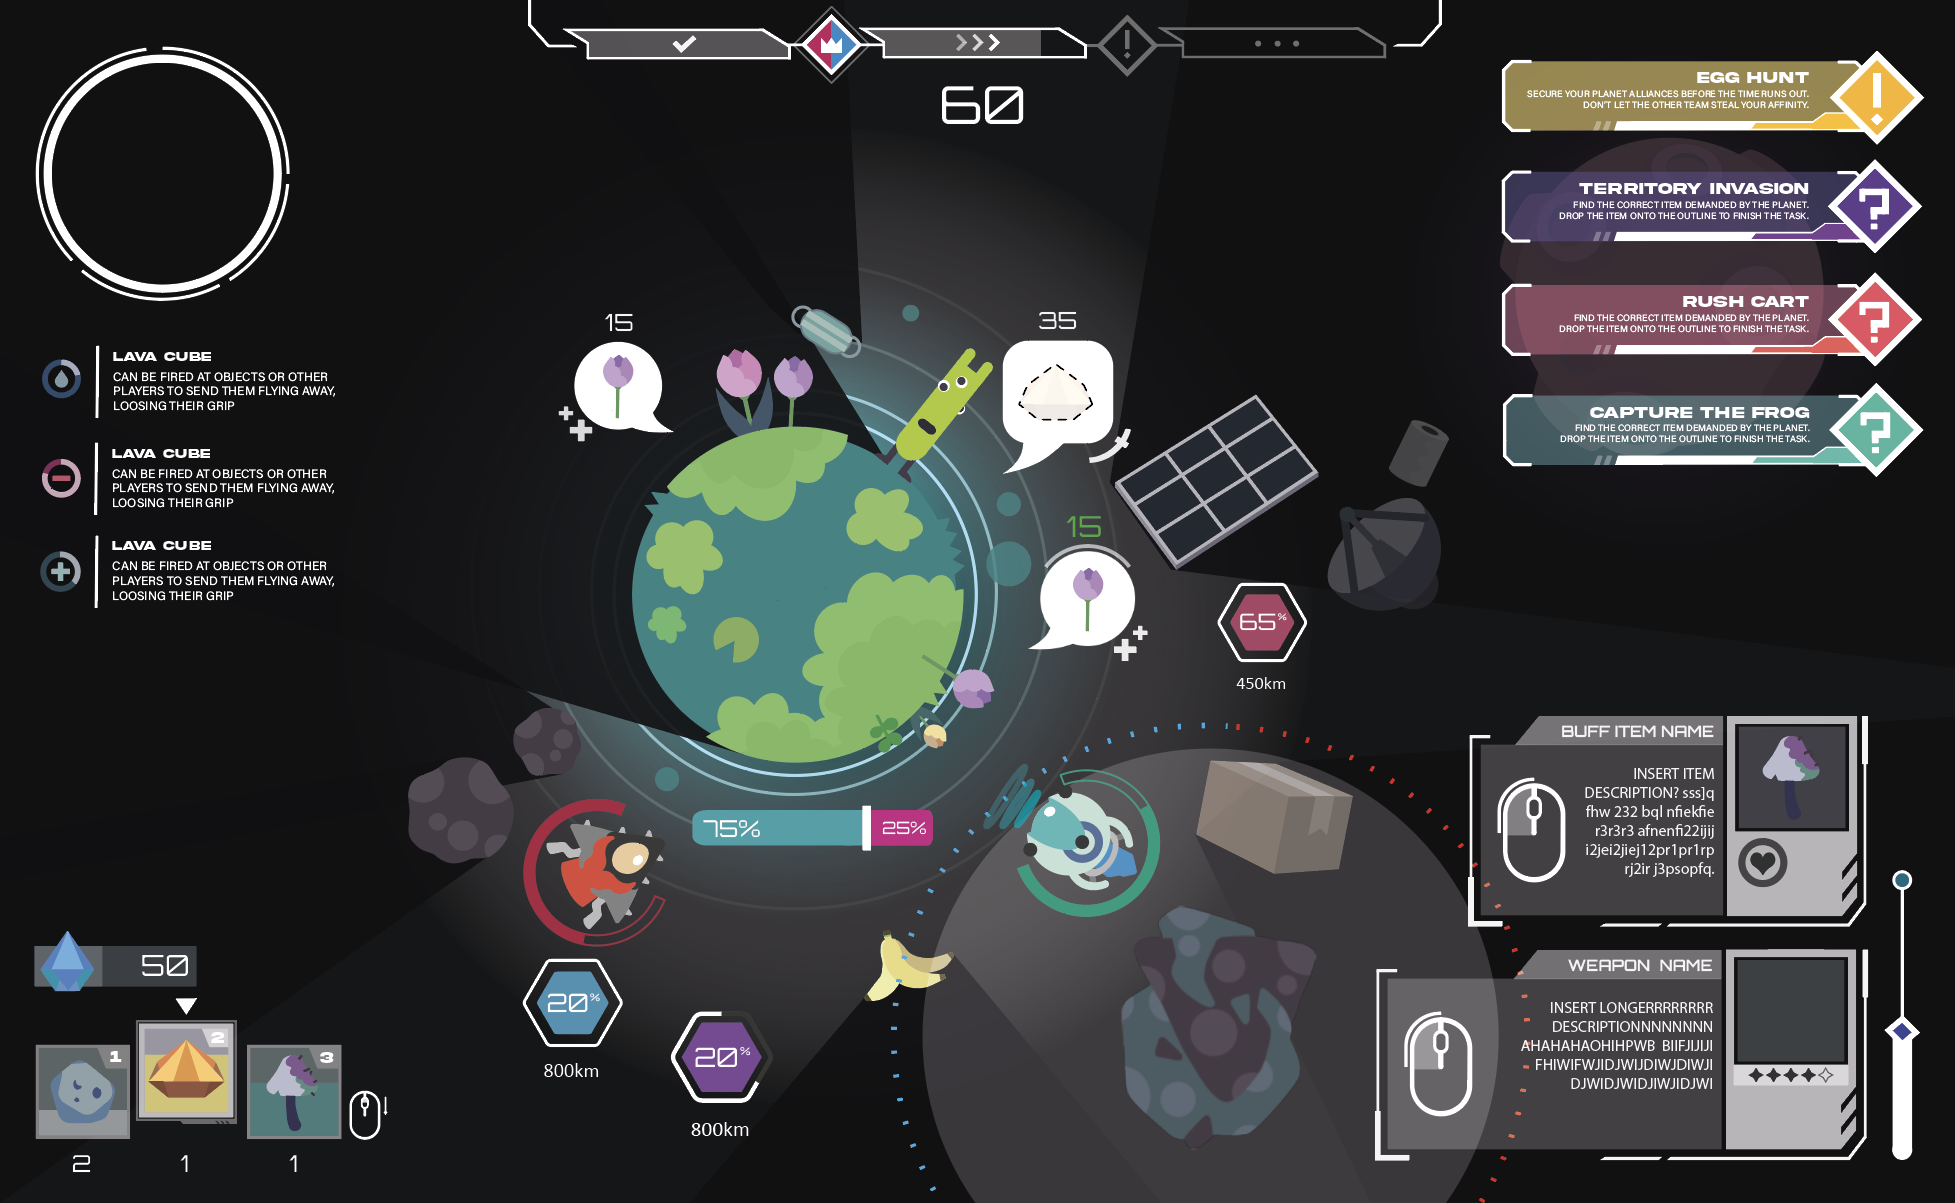 60
EGG HUNT
SECURE YOUR PLANET ALLIANCES BEFORE THE TIME RUNS OUT.
DON'T LET THE OTHER TEAM STEAL YOUR AFFINITY.
!
TERRITORY INVASION
FIND THE CORRECT ITEM DEMANDED BY THE PLANET.
DROP THE ITEM ONTO THE OUTLINE TO FINISH THE TASK.
?
RUSH CART
FIND THE CORRECT ITEM DEMANDED BY THE PLANET.
DROP THE ITEM ONTO THE OUTLINE TO FINISH THE TASK.
?
CAPTURE THE FROG
FIND THE CORRECT ITEM DEMANDED BY THE PLANET.
DROP THE ITEM ONTO THE OUTLINE TO FINISH THE TASK.
?
LAVA CUBE
CAN BE FIRED AT OBJECTS OR OTHER
PLAYERS TO SEND THEM FLYING AWAY,
LOOSING THEIR GRIP
LAVA CUBE
CAN BE FIRED AT OBJECTS OR OTHER
PLAYERS TO SEND THEM FLYING AWAY,
LOOSING THEIR GRIP
LAVA CUBE
CAN BE FIRED AT OBJECTS OR OTHER
PLAYERS TO SEND THEM FLYING AWAY,
LOOSING THEIR GRIP
15
35
15
65%
450km
75%
25%
20%
800km
20%
800km
50
1
2
3
2
1
1
BUFF ITEM NAME
INSERT ITEM
DESCRIPTION? sss]q
fhw 232 bql nfiekfie
r3r3r3 afnenfi22ijij
i2jei2jiej12pr1pr1rp
rj2ir j3psopfq.
WEAPON NAME
INSERT LONGERRRRRRRR
DESCRIPTIONNNNNNNN
AHAHAHAOHIHPWB BIIFJIJIJI
FHIWIFWJIDJWIJDIWJDIWJI
DJWIDJWIDJIWJIDJWI